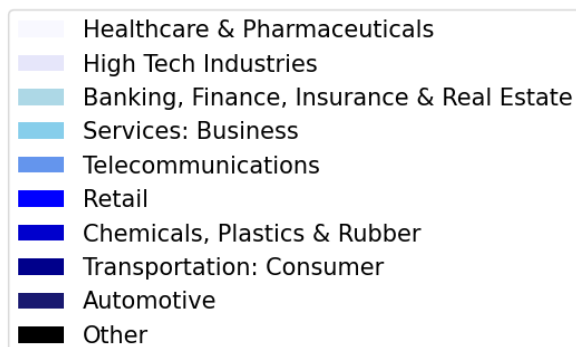 Healthcare & Pharmaceuticals
High Tech Industries
Banking, Finance, Insurance & Real Estate
Services: Business
Telecommunications
Retail
Chemicals, Plastics & Rubber
Transportation: Consumer
Automotive
Other